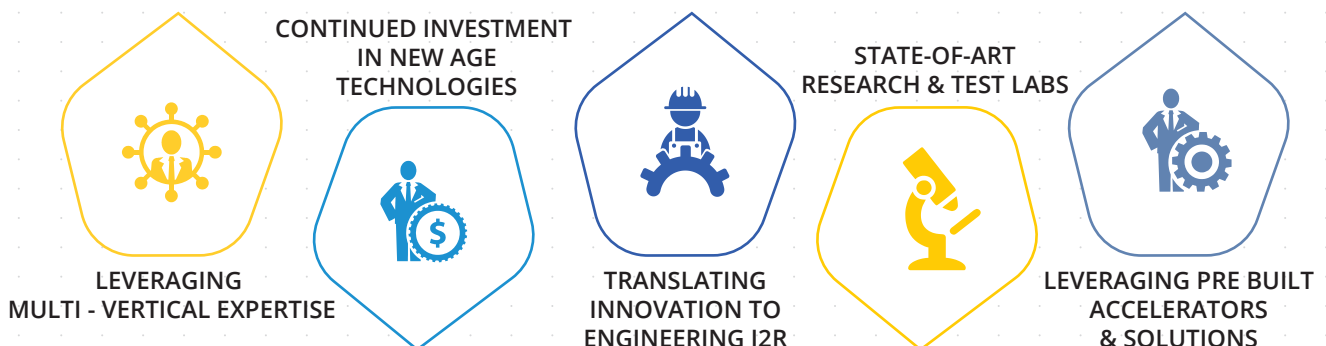 LEVERAGING
MULTI - VERTICAL EXPERTISE
CONTINUED INVESTMENT
IN NEW AGE
TECHNOLOGIES
$
TRANSLATING
INNOVATION TO
ENGINEERING I2R
STATE-OF-ART
RESEARCH & TEST LABS
LEVERAGING PRE BUILT
ACCELERATORS
& SOLUTIONS